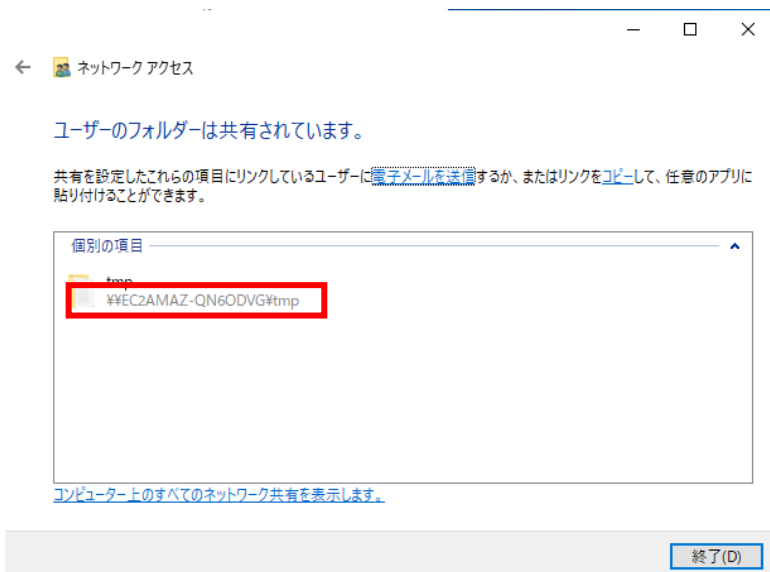 ネットワーク アクセス
ユーザーのフォルダーは共有されています。
共有を設定したこれらの項目にリンクしているユーザーに電子メールを送信するか、またはリンクをコピーして、任意のアプリに
貼り付けることができます。
個別の項目
tmp
¥¥EC2AMAZ-QN6ODVG¥tmp
コンピューター上のすべてのネットワーク共有を表示します。
終了(D)